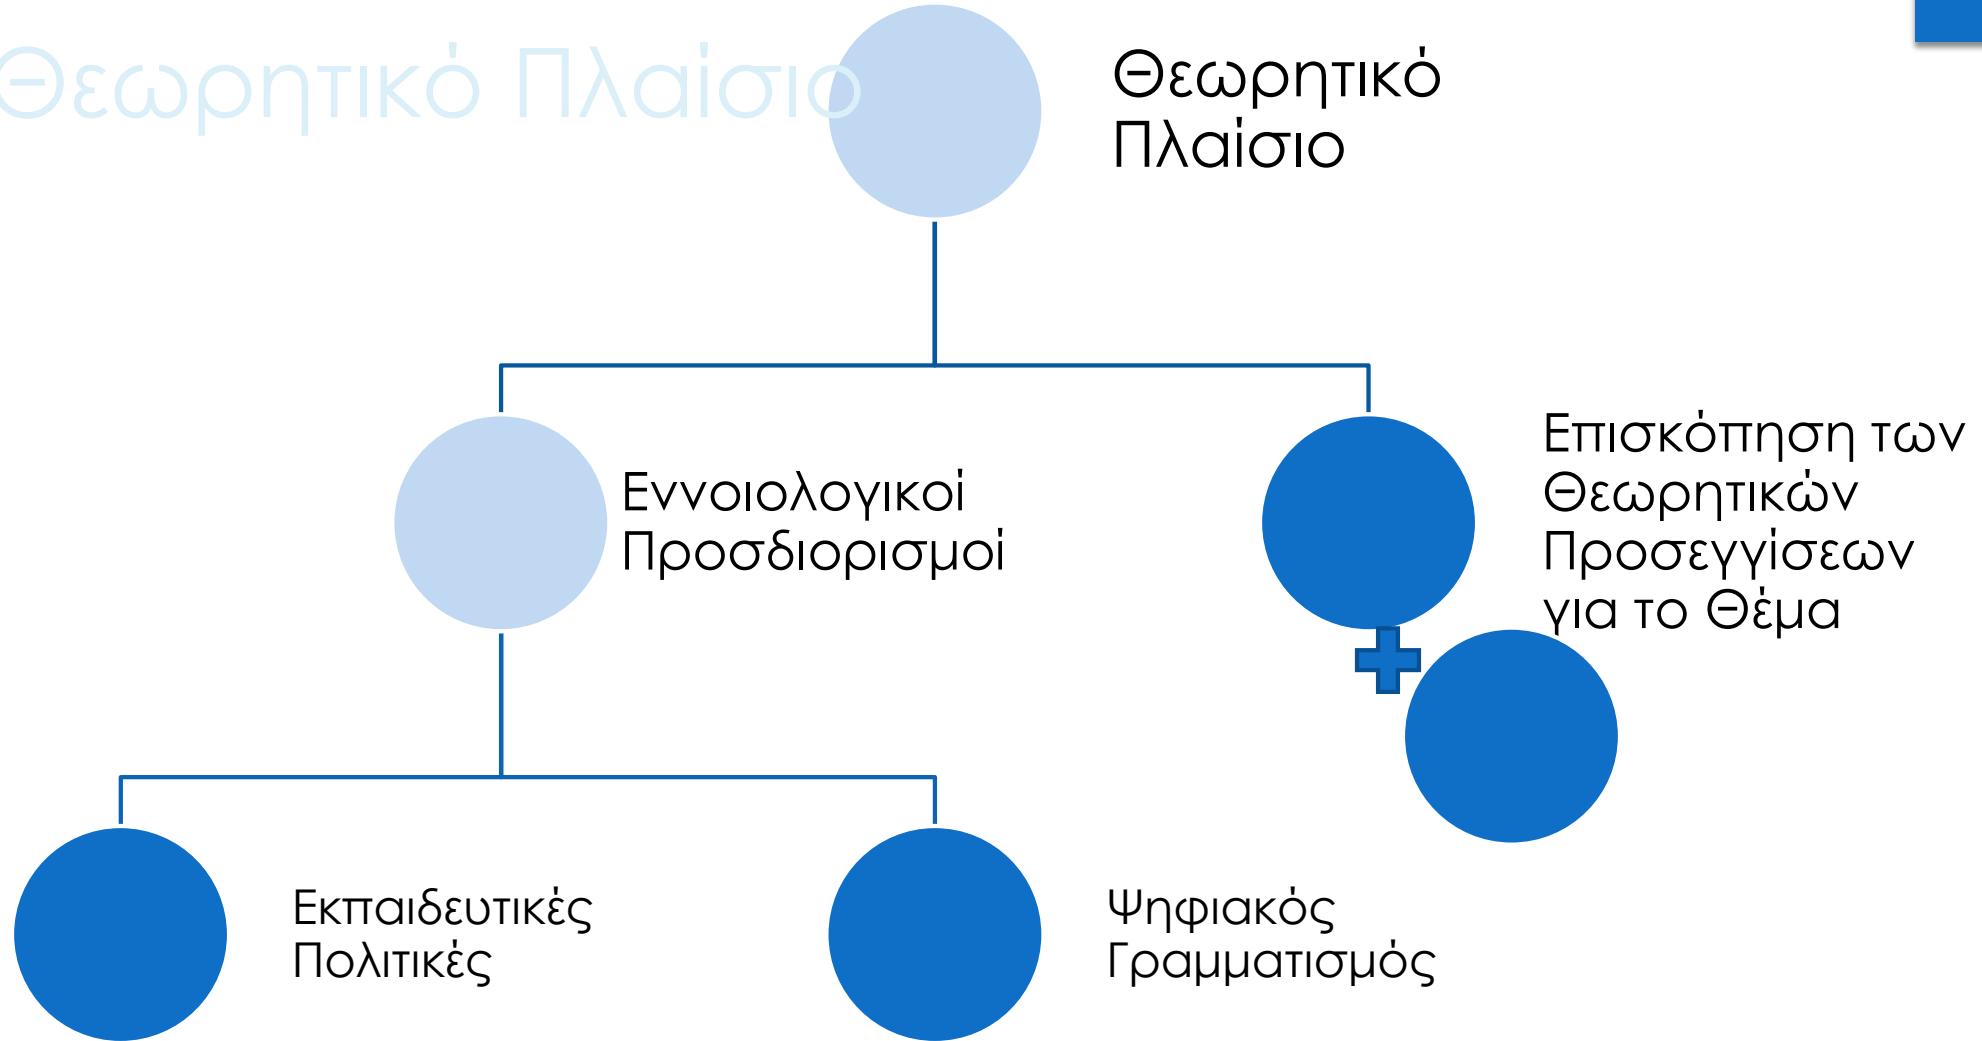 Θεωρητικό Πλαίσιο
Θεωρητικό
Πλαίσιο
Εννοιολογικοί
Προσδιορισμοί
Επισκόπηση των
Θεωρητικών
Προσεγγίσεων
για το Θέμα
Εκπαιδευτικές
Πολιτικές
Ψηφιακός
Γραμματισμός